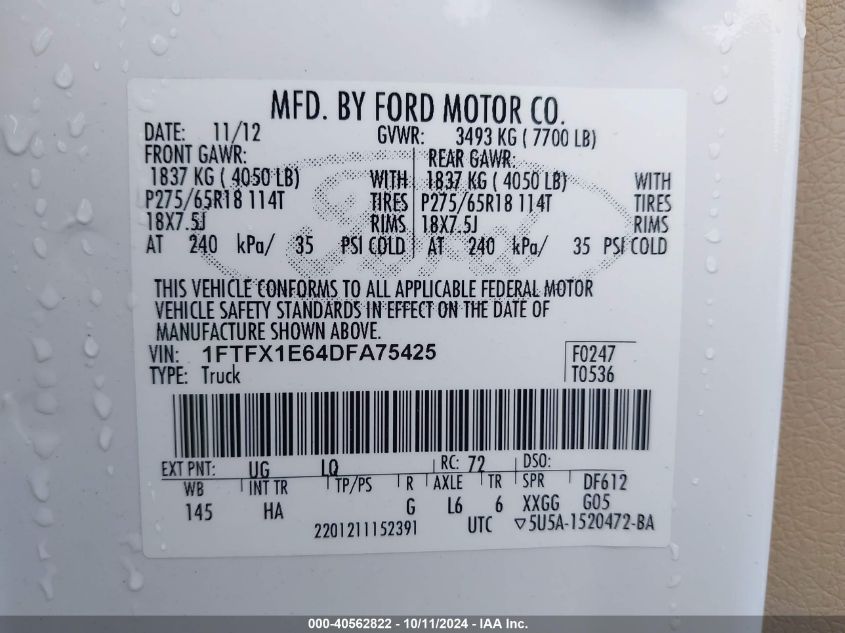 MFD. BY FORD MOTOR CO.
DATE: 11/12 GVWR: 3493 KG ( 7700 LB)
FRONT GAWR: REAR GAWR:
1837 KG ( 4050 LB) WITH 1837 KG ( 4050 LB) WITH
P275/65R18 114T TIRES P275/65R18 114T TIRES
18X7.5J RIMS 18X7.5J RIMS
AT 240 kPa/ 35 PSI COLD AT 240 kPa/ 35 PSI COLD
THIS VEHICLE CONFORMS TO ALL APPLICABLE FEDERAL MOTOR
VEHICLE SAFETY STANDARDS IN EFFECT ON THE DATE OF
MANUFACTURE SHOWN ABOVE.
VIN: 1FTFX1E64DFA75425 F0247
TYPE: Truck T0536
EXT PNT: UG LQ RC: 72 DSO:
WB INT TR TP/PS R AXLE TR SPR DF612
145 HA G L6 6 XXGG G05
2201211152391 UTC ▽5U5A-1520472-BA
000-40562822 - 10/11/2024 - IAA Inc.